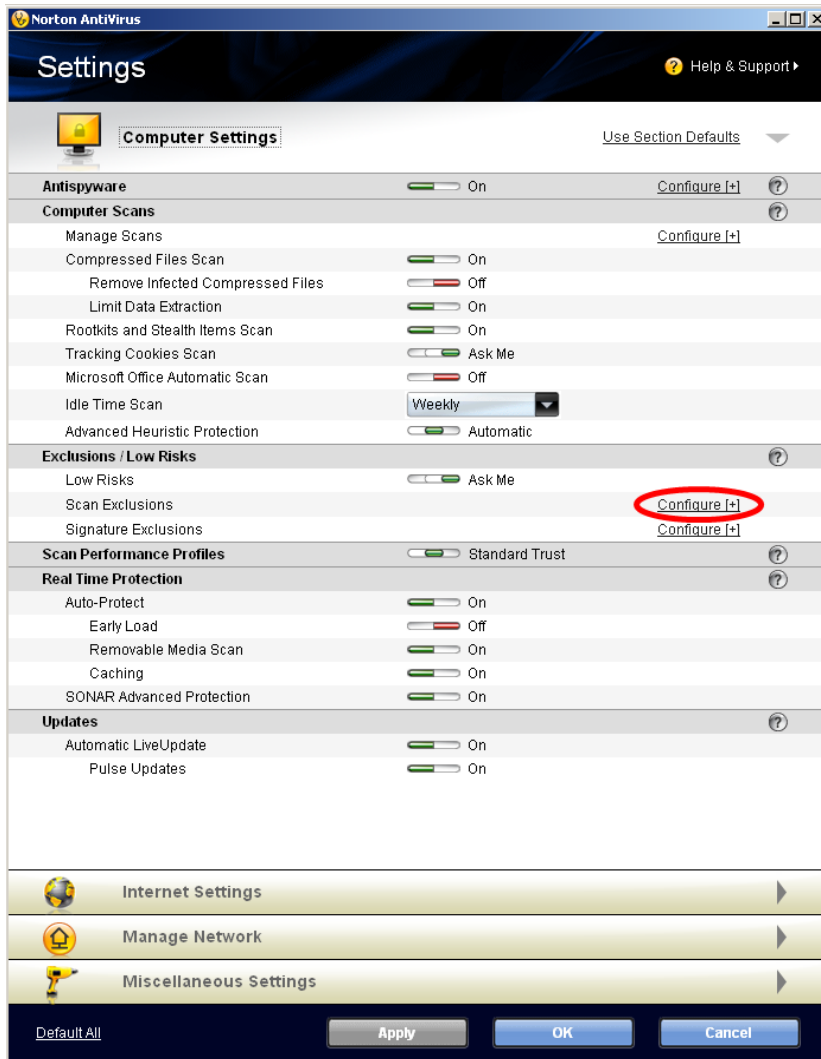 Norton AntiVirus
Settings
? Help & Support
Computer Settings Use Section Defaults
Antispyware On Configure [+] ?
Computer Scans ?
Manage Scans Configure [+]
Compressed Files Scan On
Remove Infected Compressed Files Off
Limit Data Extraction On
Rootkits and Stealth Items Scan On
Tracking Cookies Scan Ask Me
Microsoft Office Automatic Scan Off
Idle Time Scan Weekly
Advanced Heuristic Protection Automatic
Exclusions / Low Risks ?
Low Risks Ask Me
Scan Exclusions Configure [+]
Signature Exclusions Configure [+]
Scan Performance Profiles Standard Trust ?
Real Time Protection ?
Auto-Protect On
Early Load Off
Removable Media Scan On
Caching On
SONAR Advanced Protection On
Updates ?
Automatic LiveUpdate On
Pulse Updates On
Internet Settings
Manage Network
Miscellaneous Settings
Default All Apply OK Cancel